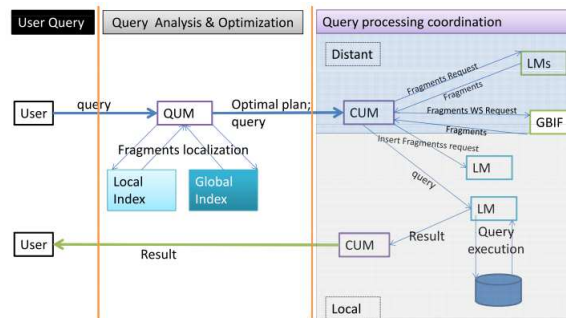 User Query
Query Analysis & Optimization
Query processing coordination
Distant
Fragments Request
Fragments
LMs
User
query
QUM
Optimal plan;
query
CUM
Fragments WS Request
Fragments
GBIF
Fragments localization
Insert Fragmentss request
LM
Local
Index
Global
Index
query
LM
User
Result
CUM
Result
Query
execution
Local